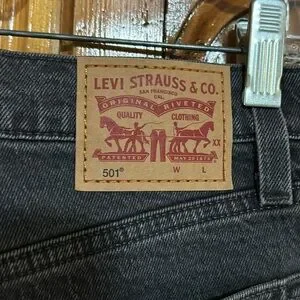 LEVI STRAUSS & CO.
SAN FRANCISCO
CAL.
ORIGINAL RIVETED
QUALITY CLOTHING
XX
PATENTED MAY 20 1873
501® W L